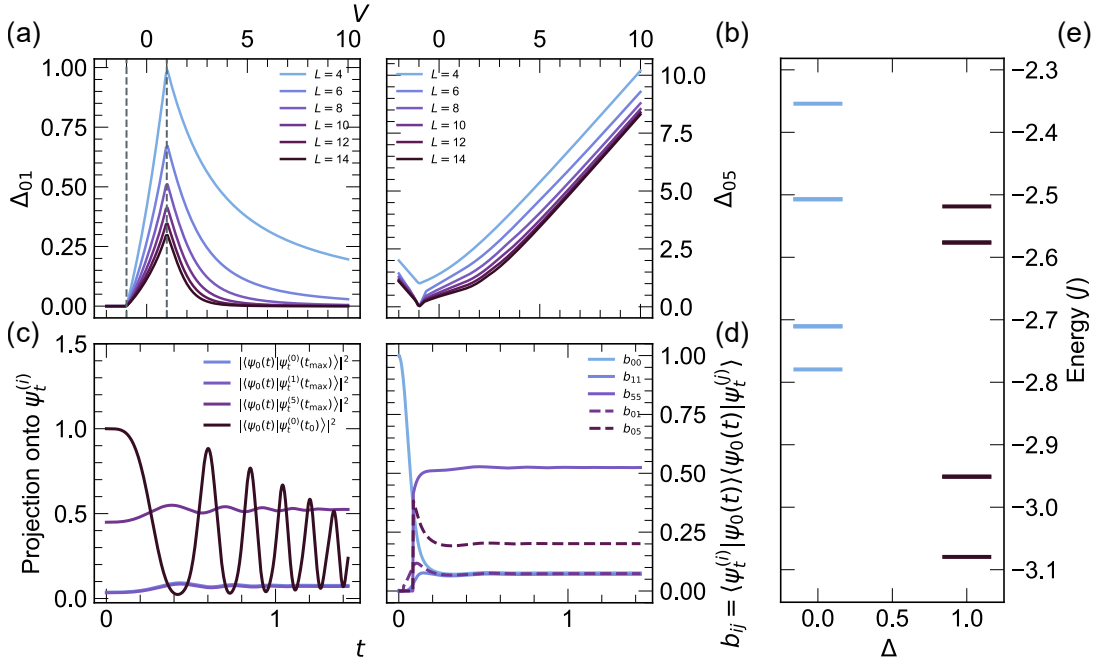 (a)
V
0
5
10
0
5
10
(b)
(e)
1.00
0.75
0.50
0.25
0.00
Δ01
L = 4
L = 6
L = 8
L = 10
L = 12
L = 14
L = 4
L = 6
L = 8
L = 10
L = 12
L = 14
10.0
7.5
5.0
2.5
0.0
Δ05
(c)
1.5
1.0
0.5
0.0
Projection onto ψt(i)
|⟨ψ0(t)|ψt(0)(tmax)⟩|2
|⟨ψ0(t)|ψt(1)(tmax)⟩|2
|⟨ψ0(t)|ψt(5)(tmax)⟩|2
|⟨ψ0(t)|ψt(0)(t0)⟩|2
0
1
t
(d)
b00
b11
b55
b01
b05
1.00
0.75
0.50
0.25
0.00
bij = ⟨ψt(i)|ψ0(t)⟩⟨ψ0(t)|ψt(j)⟩
0
1
−2.3
−2.4
−2.5
−2.6
−2.7
−2.8
−2.9
−3.0
−3.1
Energy (J)
0.0
0.5
1.0
Δ